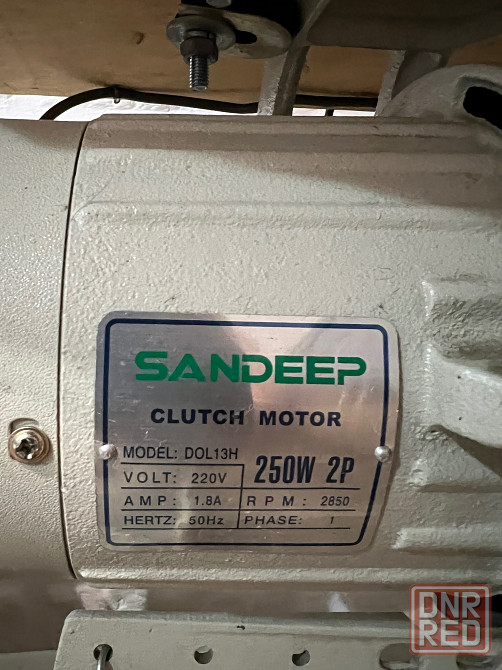 SANDEEP
CLUTCH MOTOR
MODEL: DOL13H
VOLT: 220V
250W 2P
AMP: 1.8A RPM: 2850
HERTZ: 50Hz PHASE: 1
DNR
RED